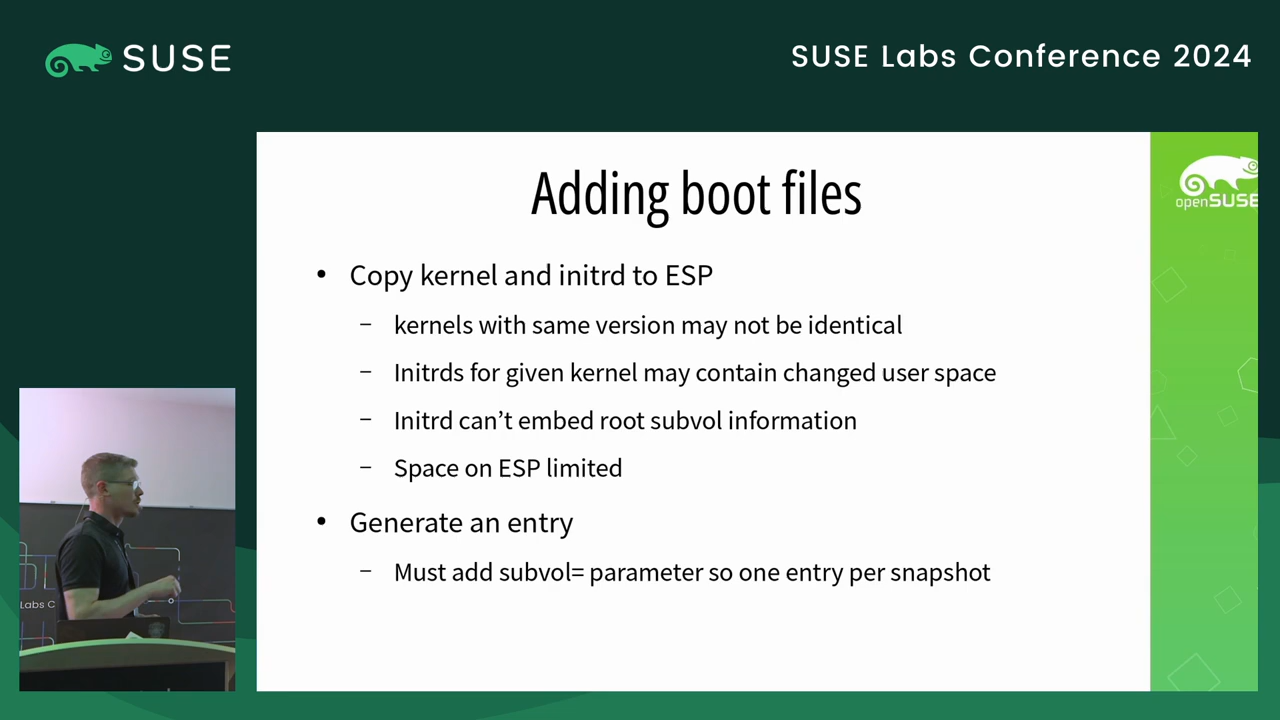 SUSE
SUSE Labs Conference 2024
Adding boot files
openSUSE
• Copy kernel and initrd to ESP
– kernels with same version may not be identical
– Initrds for given kernel may contain changed user space
– Initrd can’t embed root subvol information
– Space on ESP limited
• Generate an entry
– Must add subvol= parameter so one entry per snapshot
Labs C